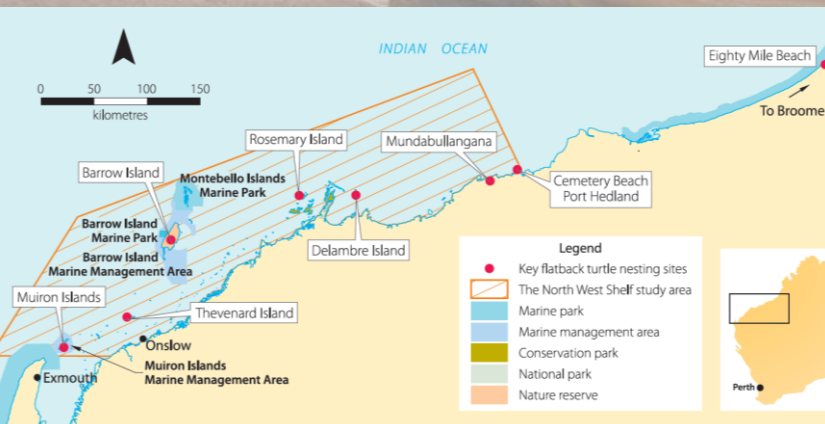 INDIAN OCEAN
Eighty Mile Beach
To Broome
0 50 100 150
kilometres
Rosemary Island
Mundabullangana
Barrow Island
Montebello Islands
Marine Park
Cemetery Beach
Port Hedland
Barrow Island
Marine Park
Delambre Island
Barrow Island
Marine Management Area
Muiron Islands
Thevenard Island
Onslow
Muiron Islands
Marine Management Area
Exmouth
Legend
Key flatback turtle nesting sites
The North West Shelf study area
Marine park
Marine management area
Conservation park
National park
Nature reserve
Perth